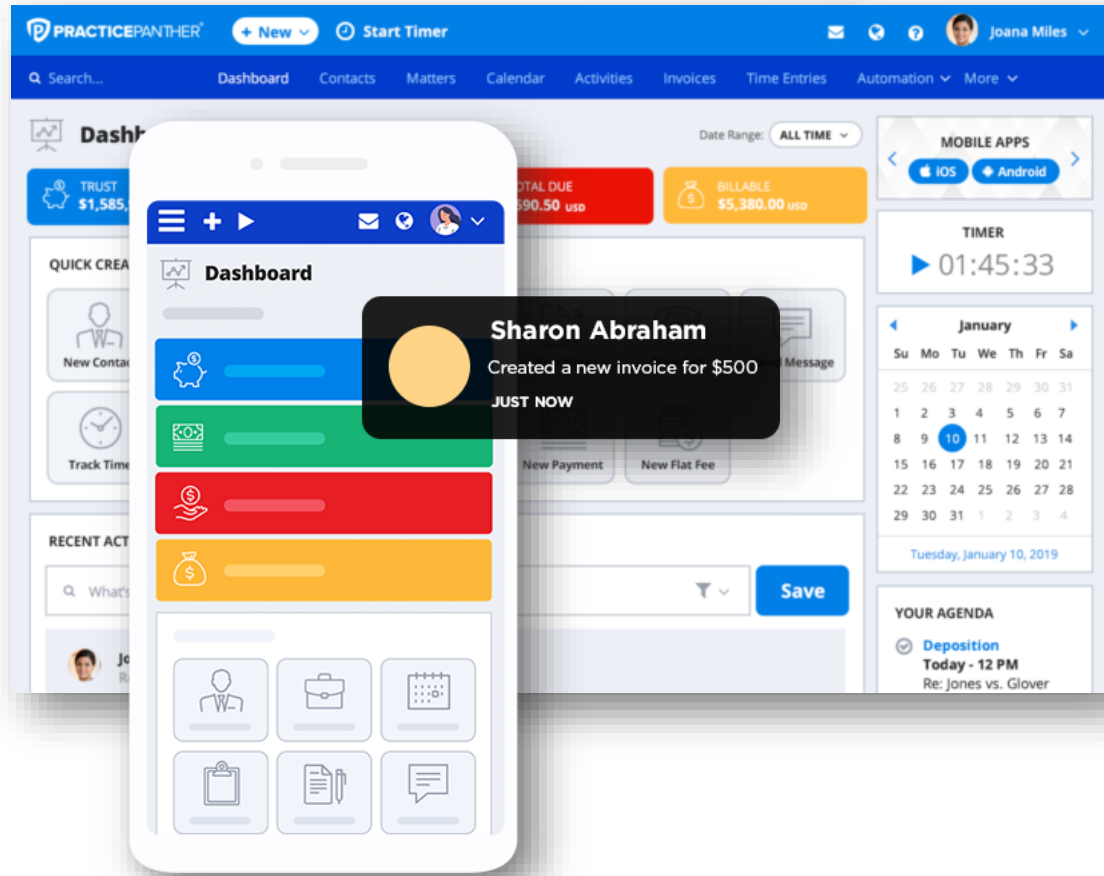 PRACTICEPANTHER®
+ New
Start Timer
Joana Miles
Search...
Dashboard Contacts Matters Calendar Activities Invoices Time Entries Automation More
Date Range: ALL TIME
TRUST
$1,585,
DUE
590.50 USD
BILLABLE
$5,380.00 USD
MOBILE APPS
iOS
Android
TIMER
01:45:33
QUICK
New
Track Time
New Payment
New Flat Fee
Message
Dashboard
Sharon Abraham
Created a new invoice for $500
JUST NOW
January
Su Mo Tu We Th Fr Sa
25 26 27 28 29 30 31
1 2 3 4 5 6 7
8 9 10 11 12 13 14
15 16 17 18 19 20 21
22 23 24 25 26 27 28
29 30 31 1 2 3 4
Tuesday, January 10, 2019
RECENT
What's
Save
YOUR AGENDA
Deposition
Today - 12 PM
Re: Jones vs. Glover